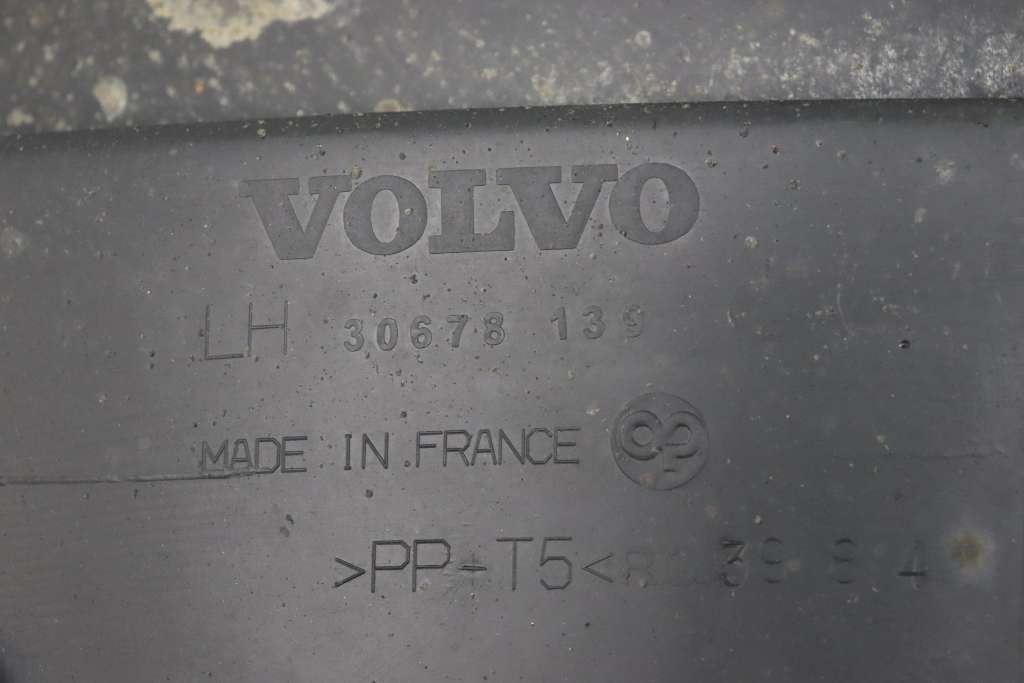 VOLVO
LH 30678 139
MADE IN FRANCE
>PP-T5<